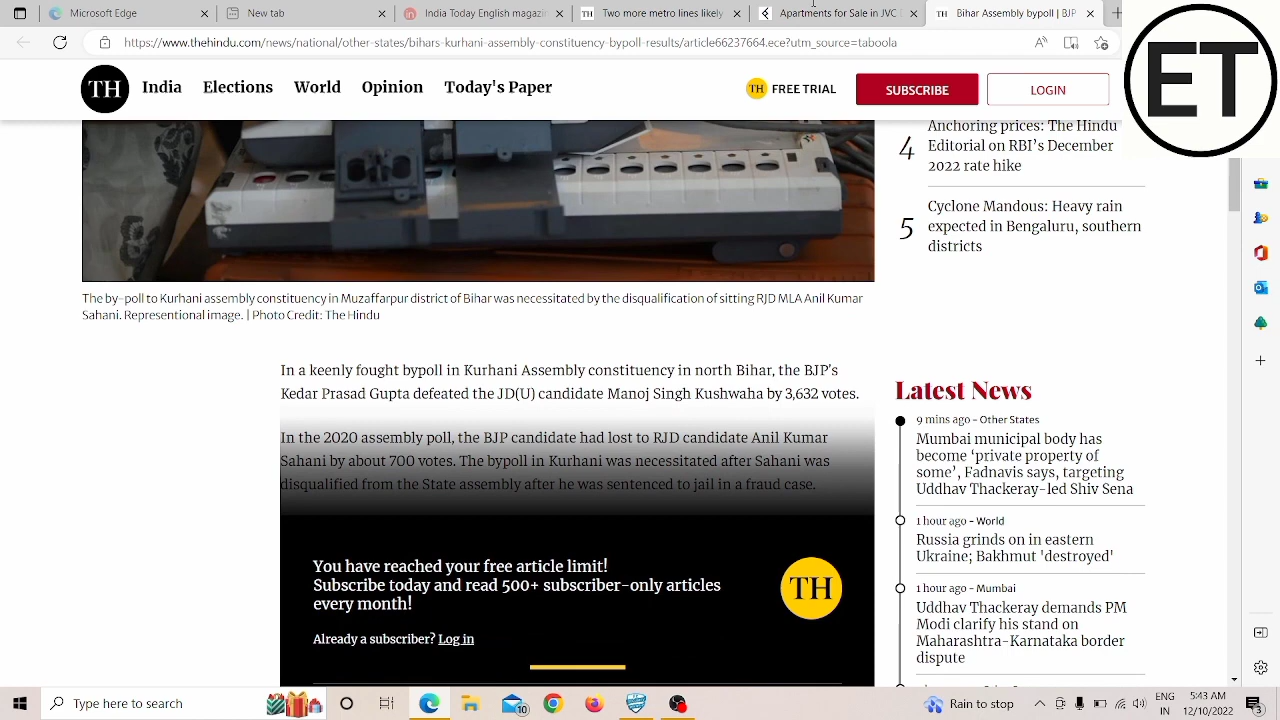 Microsoft Edge
New tab
India Today English magazi
TH Two more metro lines likely
Apartments for Sale in JVC D
TH Bihar Assembly bypoll | BJP
ET
https://www.thehindu.com/news/national/other-states/bihars-kurhani-assembly-constituency-bypoll-results/article66237664.ece?utm_source=taboola
TH
India
Elections
World
Opinion
Today's Paper
TH FREE TRIAL
SUBSCRIBE
LOGIN
4
Anchoring prices: The Hindu
Editorial on RBI's December
2022 rate hike
5
Cyclone Mandous: Heavy rain
expected in Bengaluru, southern
districts
The by-poll to Kurhani assembly constituency in Muzaffarpur district of Bihar was necessitated by the disqualification of sitting RJD MLA Anil Kumar
Sahani. Representional image. | Photo Credit: The Hindu
In a keenly fought bypoll in Kurhani Assembly constituency in north Bihar, the BJP's
Kedar Prasad Gupta defeated the JD(U) candidate Manoj Singh Kushwaha by 3,632 votes.
In the 2020 assembly poll, the BJP candidate had lost to RJD candidate Anil Kumar
Sahani by about 700 votes. The bypoll in Kurhani was necessitated after Sahani was
disqualified from the State assembly after he was sentenced to jail in a fraud case.
You have reached your free article limit!
Subscribe today and read 500+ subscriber-only articles
every month!
TH
Already a subscriber? Log in
Latest News
9 mins ago - Other States
Mumbai municipal body has
become 'private property of
some', Fadnavis says, targeting
Uddhav Thackeray-led Shiv Sena
1 hour ago - World
Russia grinds on in eastern
Ukraine; Bakhmut 'destroyed'
1 hour ago - Mumbai
Uddhav Thackeray demands PM
Modi clarify his stand on
Maharashtra-Karnataka border
dispute
Type here to search
10
Rain to stop
ENG
IN
5:43 AM
12/10/2022
3